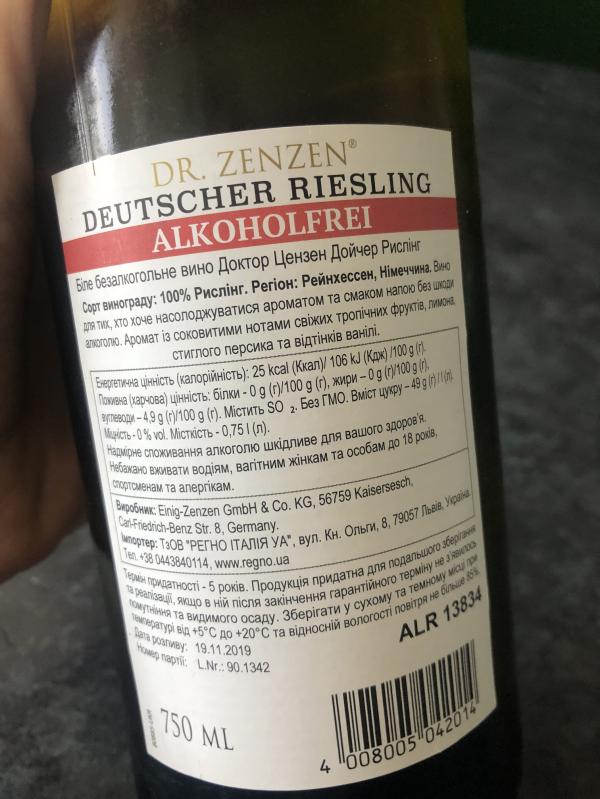 DR. ZENZEN®
DEUTSCHER RIESLING
ALKOHOLFREI
Біле безалкогольне вино Доктор Цензен Дойчер Рислінг
Сорт винограду: 100% Рислінг. Регіон: Рейнхессен, Німеччина. Вино
для тих, хто хоче насолоджуватися ароматом та смаком напою без шкоди
алкоголю. Аромат із соковитими нотами свіжих тропічних фруктів, лимона,
стиглого персика та відтінків ванілі.
Енергетична цінність (калорійність): 25 kcal (Ккал)/ 106 kJ (Кдж) /100 g (г).
Поживна (харчова) цінність: білки - 0 g (г)/100 g (г), жири – 0 g (г)/100 g (г),
вуглеводи – 4,9 g (г)/100 g (г). Містить SO 2. Без ГМО. Вміст цукру – 49 g (г) / l (л).
Міцність - 0 % vol. Місткість - 0,75 l (л).
Надмірне споживання алкоголю шкідливе для вашого здоров'я.
Небажано вживати водіям, вагітним жінкам та особам до 18 років,
спортсменам та алергікам.
Виробник: Einig-Zenzen GmbH & Co. KG, 56759 Kaisersesch,
Carl-Friedrich-Benz Str. 8, Germany.
Імпортер: ТзОВ "РЕГНО ІТАЛІЯ УА", вул. Кн. Ольги, 8, 79057 Львів, Україна.
Тел. +38 0443840114, www.regno.ua
Термін придатності - 5 років. Продукція придатна для подальшого зберігання
та реалізації, якщо в ній після закінчення гарантійного терміну не з'явилось
помутніння та видимого осаду. Зберігати у сухому та темному місці при
температурі від +5°C до +20°C та відносній вологості повітря не більше 85%.
Дата розливу: 19.11.2019
Номер партії: L.Nr.: 90.1342
ALR 13834
750 ML
4 008005 042014